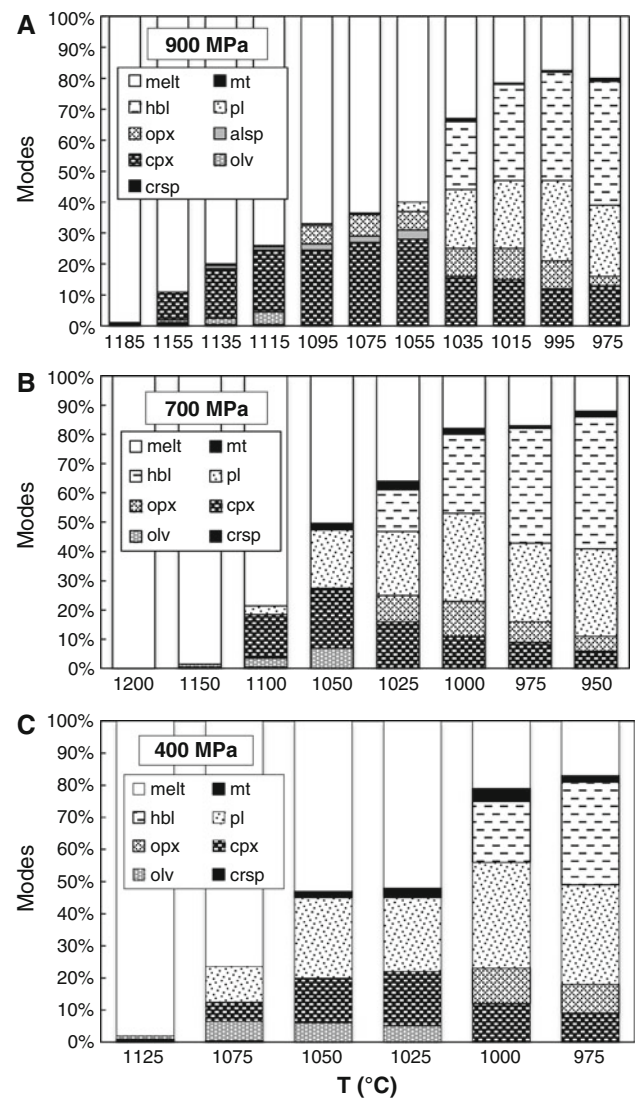 A
900 MPa
melt mt
hbl pl
opx alsp
cpx olv
crsp
Modes
100%
90%
80%
70%
60%
50%
40%
30%
20%
10%
0%
1185 1155 1135 1115 1095 1075 1055 1035 1015 995 975
B
700 MPa
melt mt
hbl pl
opx cpx
olv crsp
Modes
100%
90%
80%
70%
60%
50%
40%
30%
20%
10%
0%
1200 1150 1100 1050 1025 1000 975 950
C
400 MPa
melt mt
hbl pl
opx cpx
olv crsp
Modes
100%
90%
80%
70%
60%
50%
40%
30%
20%
10%
0%
1125 1075 1050 1025 1000 975
T (°C)